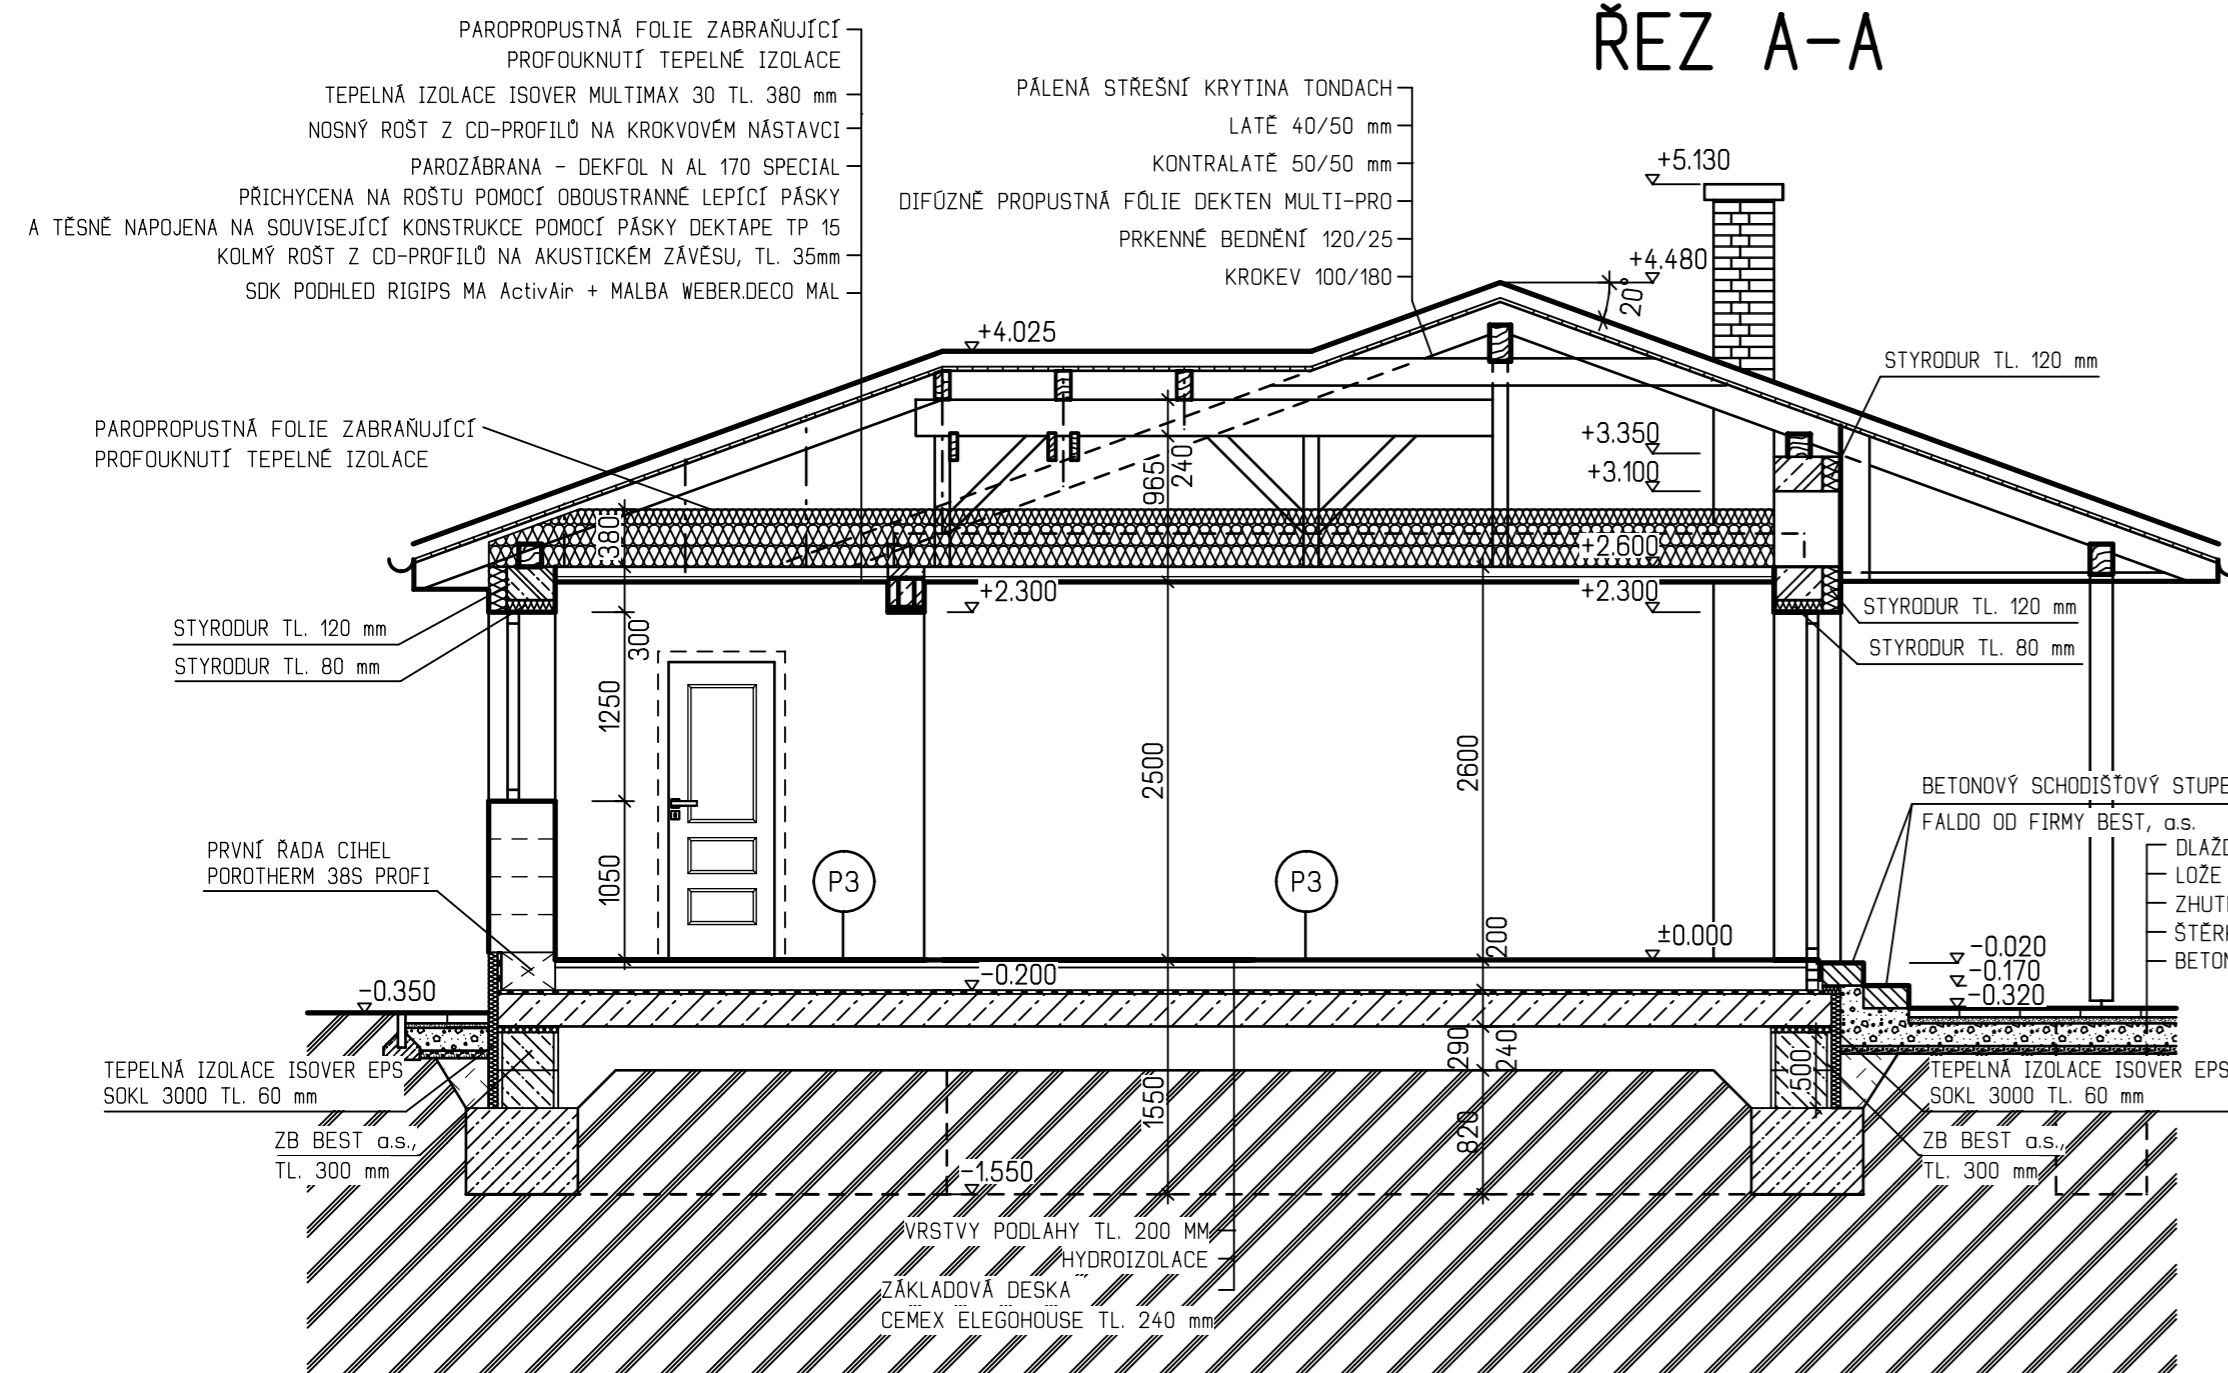 ŘEZ A-A
PAROPROPUSTNÁ FOLIE ZABRAŇUJÍCÍ
PROFOUKNUTÍ TEPELNÉ IZOLACE
TEPELNÁ IZOLACE ISOVER MULTIMAX 30 TL. 380 mm
NOSNÝ ROŠT Z CD-PROFILŮ NA KROKVOVÉM NÁSTAVCI
PAROZÁBRANA - DEKFOL N AL 170 SPECIAL
PŘICHYCENA NA ROŠTU POMOCÍ OBOUSTRANNÉ LEPÍCÍ PÁSKY
A TĚSNĚ NAPOJENA NA SOUVISEJÍCÍ KONSTRUKCE POMOCÍ PÁSKY DEKTAPE TP 15
KOLMÝ ROŠT Z CD-PROFILŮ NA AKUSTICKÉM ZÁVĚSU, TL. 35mm
SDK PODHLED RIGIPS MA ActivAir + MALBA WEBER.DECO MAL
PÁLENÁ STŘEŠNÍ KRYTINA TONDACH
LATĚ 40/50 mm
KONTRALATĚ 50/50 mm
DIFÚZNĚ PROPUSTNÁ FÓLIE DEKTEN MULTI-PRO
PRKENNÉ BEDNĚNÍ 120/25
KROKEV 100/180
+5.130
+4.480
20°
+4.025
STYRODUR TL. 120 mm
PAROPROPUSTNÁ FOLIE ZABRAŇUJÍCÍ
PROFOUKNUTÍ TEPELNÉ IZOLACE
+3.350
+3.100
965
240
380
+2.600
+2.300
+2.300
STYRODUR TL. 120 mm
STYRODUR TL. 80 mm
STYRODUR TL. 120 mm
STYRODUR TL. 80 mm
300
1250
2500
2600
1050
BETONOVÝ SCHODIŠŤOVÝ STUPE
FALDO OD FIRMY BEST, a.s.
DLAŽD
LOŽE
ZHUTN
ŠTĚRK
BETON
PRVNÍ ŘADA CIHEL
POROTHERM 38S PROFI
P3
P3
200
±0.000
-0.020
-0.170
-0.320
-0.200
-0.350
290
240
500
1550
820
TEPELNÁ IZOLACE ISOVER EPS
SOKL 3000 TL. 60 mm
TEPELNÁ IZOLACE ISOVER EPS
SOKL 3000 TL. 60 mm
ZB BEST a.s.,
TL. 300 mm
ZB BEST a.s.,
TL. 300 mm
-1.550
VRSTVY PODLAHY TL. 200 MM
HYDROIZOLACE
ZÁKLADOVÁ DESKA
CEMEX ELEGOHOUSE TL. 240 mm